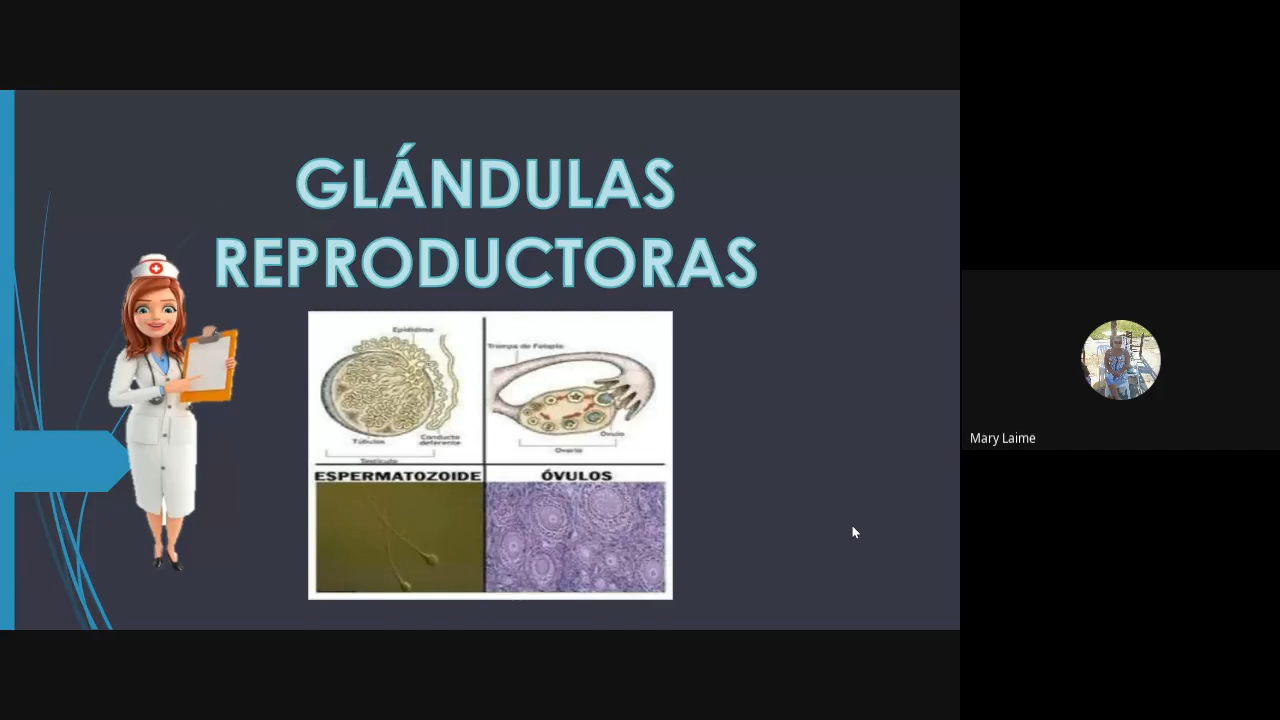 GLÁNDULAS
REPRODUCTORAS
Epidídimo
Túbulos
Conducto
deferente
Testículo
Trompa de Falopio
Óvulo
Ovario
ESPERMATOZOIDE
ÓVULOS
Mary Laime